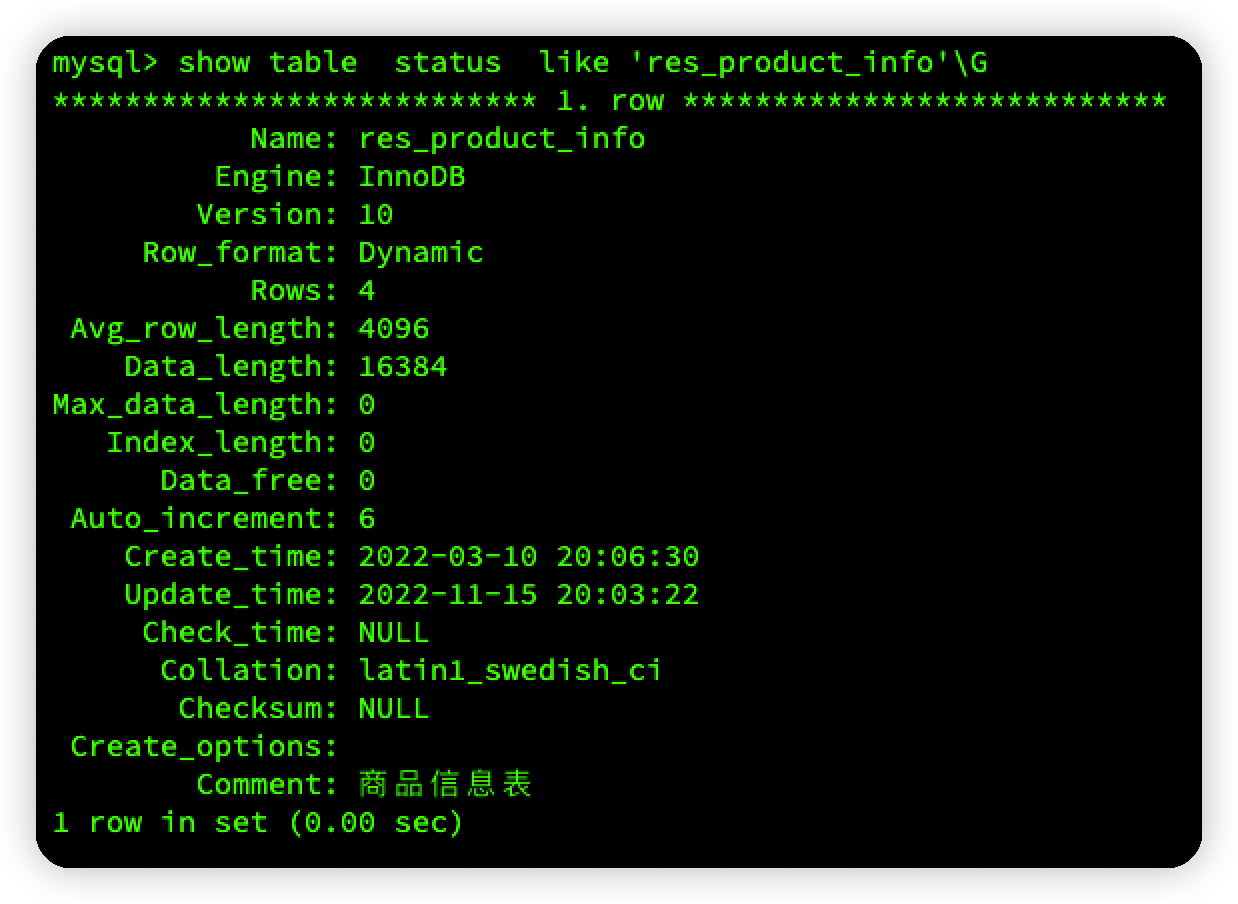 mysql> show table  status  like 'res_product_info'\G
*************************** 1. row ***************************
           Name: res_product_info
         Engine: InnoDB
        Version: 10
     Row_format: Dynamic
           Rows: 4
 Avg_row_length: 4096
    Data_length: 16384
Max_data_length: 0
   Index_length: 0
      Data_free: 0
 Auto_increment: 6
    Create_time: 2022-03-10 20:06:30
    Update_time: 2022-11-15 20:03:22
     Check_time: NULL
      Collation: latin1_swedish_ci
       Checksum: NULL
 Create_options:
        Comment: 商品信息表
1 row in set (0.00 sec)